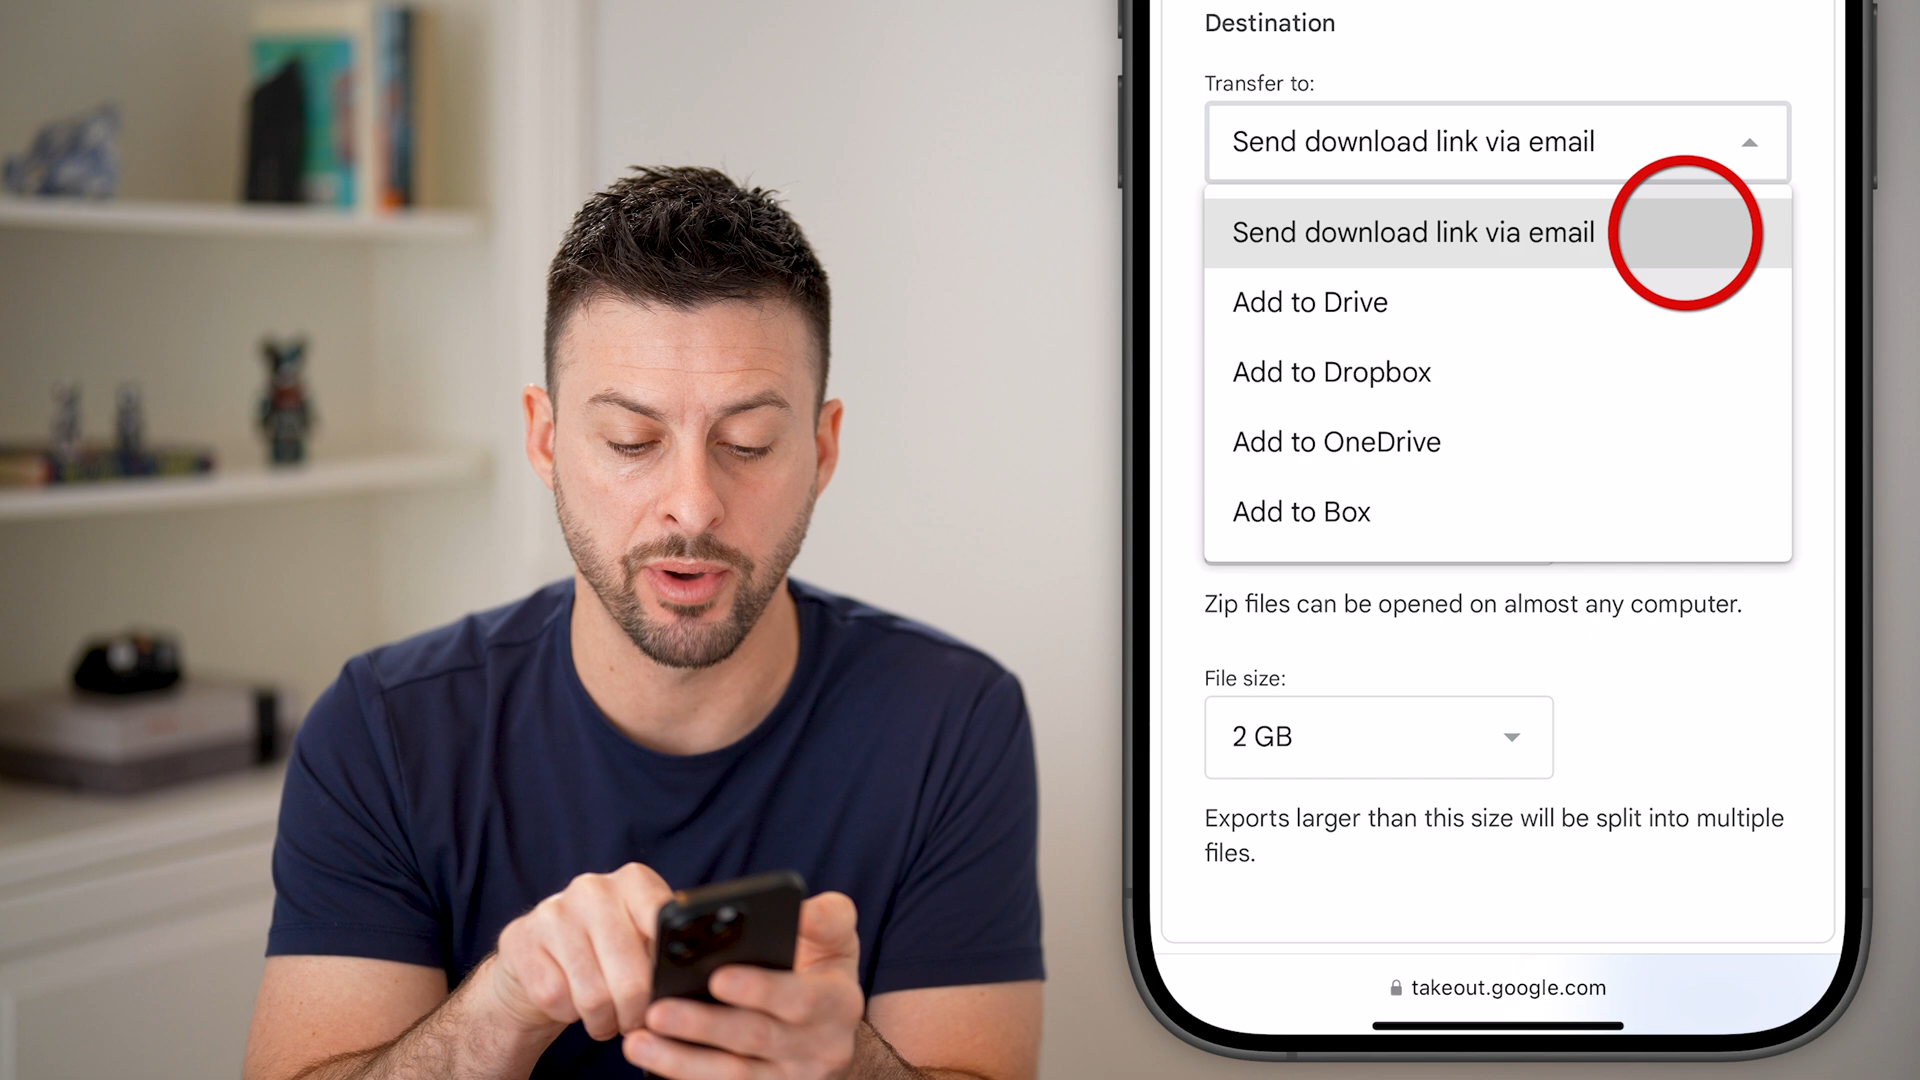 Destination
Transfer to:
Send download link via email
Send download link via email
Add to Drive
Add to Dropbox
Add to OneDrive
Add to Box
Zip files can be opened on almost any computer.
File size:
2 GB
Exports larger than this size will be split into multiple
files.
takeout.google.com